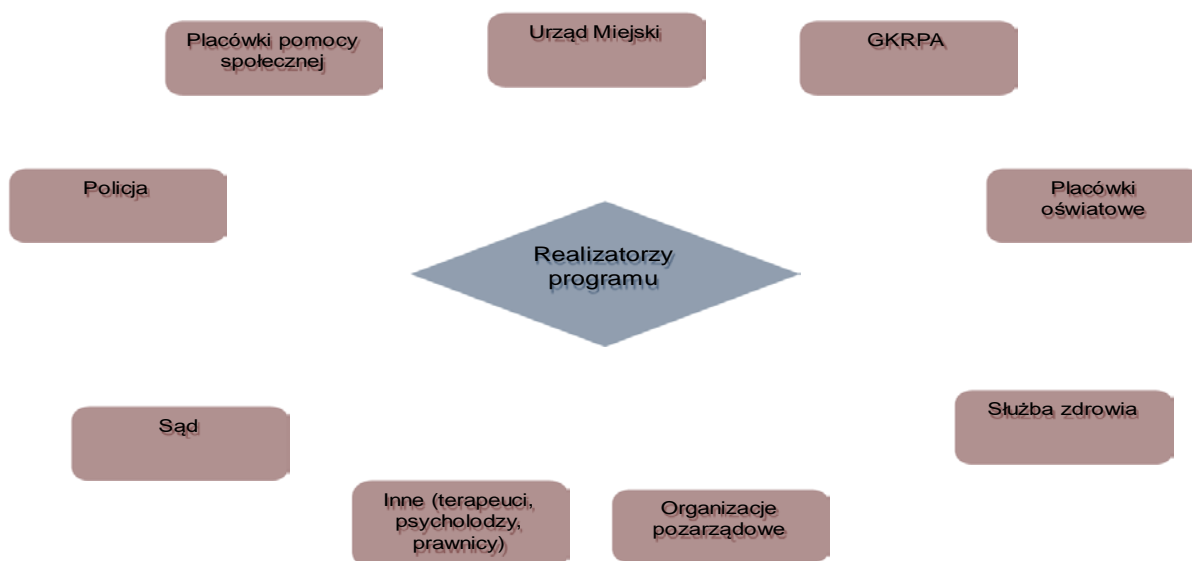 Placówki pomocy
społecznej
Urząd Miejski
GKRPA
Policja
Placówki
oświatowe
Realizatorzy
programu
Sąd
Służba zdrowia
Inne (terapeuci,
psycholodzy,
prawnicy)
Organizacje
pozarządowe